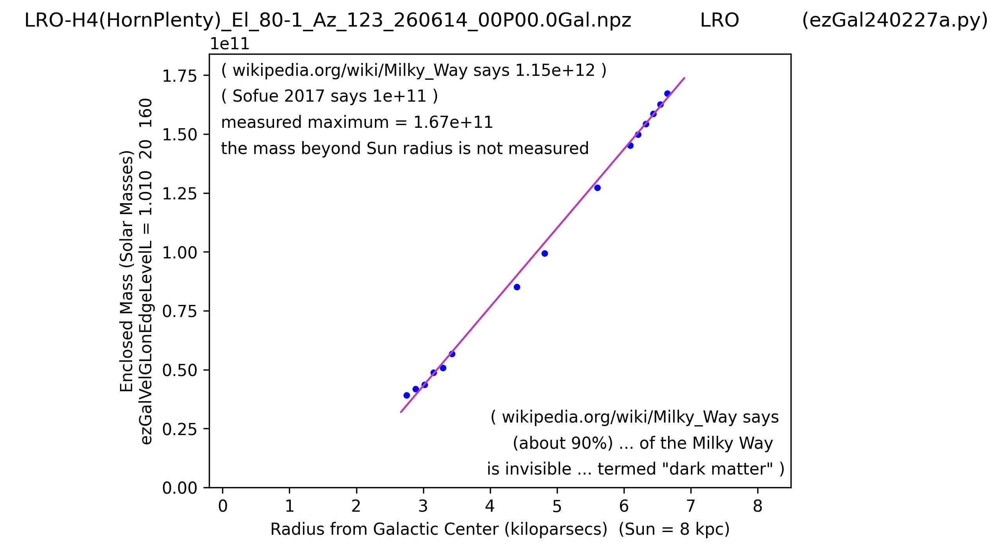 LRO-H4(HornPlenty)_El_80-1_Az_123_260614_00P00.0Gal.npz LRO (ezGal240227a.py)
1e11
( wikipedia.org/wiki/Milky_Way says 1.15e+12 )
( Sofue 2017 says 1e+11 )
measured maximum = 1.67e+11
the mass beyond Sun radius is not measured
1.75
1.50
1.25
1.00
0.75
0.50
0.25
0.00
Enclosed Mass (Solar Masses)
ezGalVelGLonEdgeLevelL = 1.010 20 160
( wikipedia.org/wiki/Milky_Way says
(about 90%) ... of the Milky Way
is invisible ... termed "dark matter" )
0 1 2 3 4 5 6 7 8
Radius from Galactic Center (kiloparsecs) (Sun = 8 kpc)